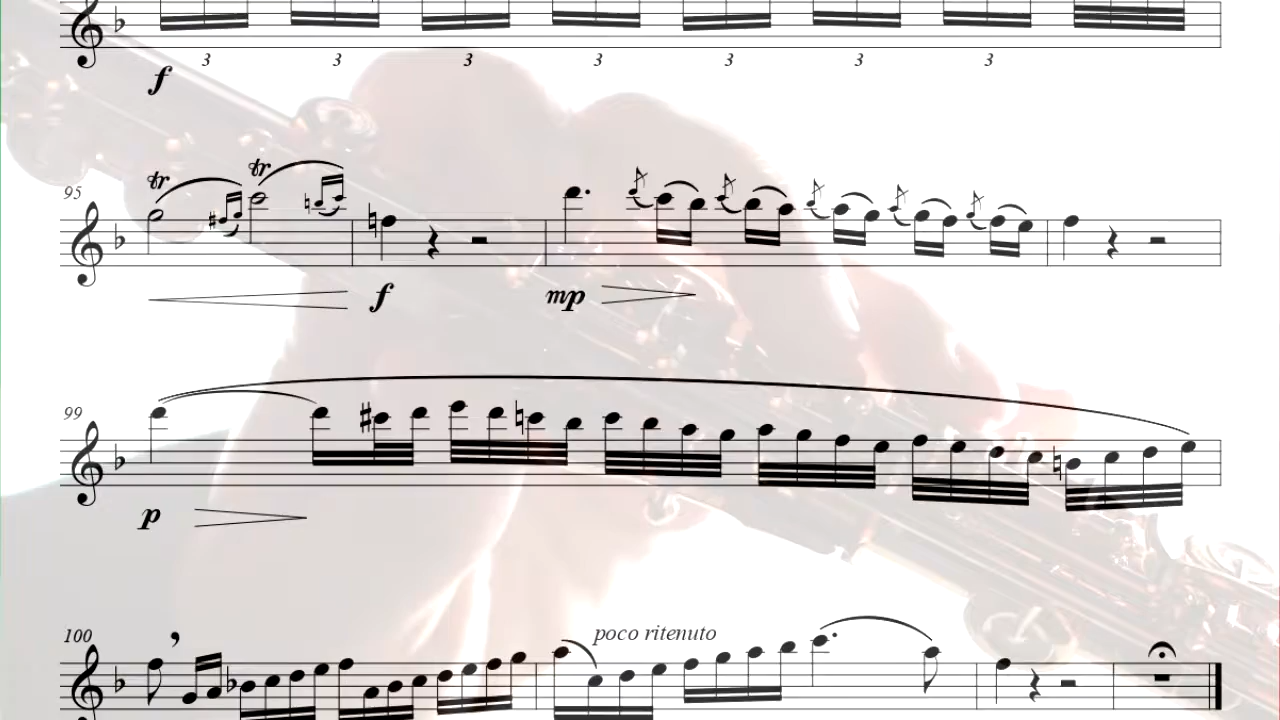 3 3 3 3 3 3 3
f
tr tr
95
f mp
99
p
100 poco ritenuto